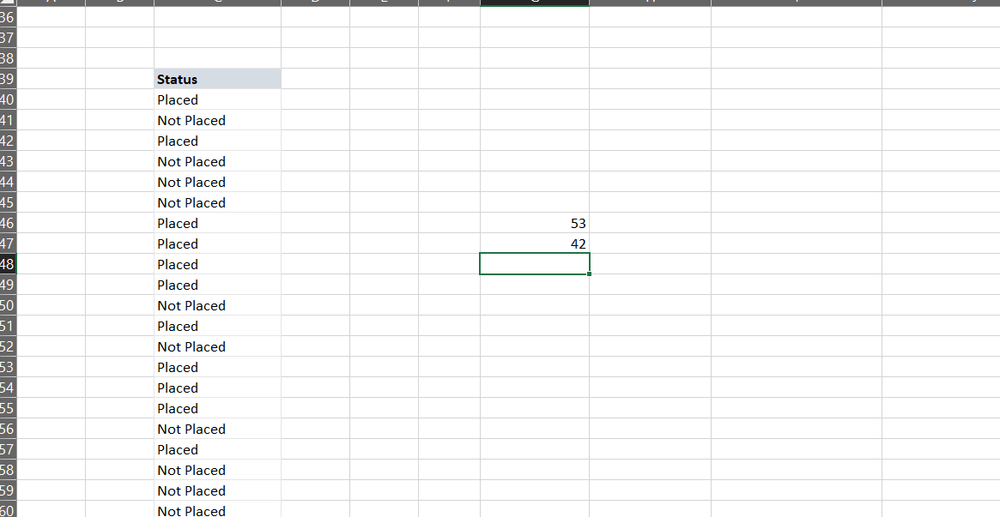 36
37
38
39 Status
40 Placed
41 Not Placed
42 Placed
43 Not Placed
44 Not Placed
45 Not Placed
46 Placed 53
47 Placed 42
48 Placed
49 Placed
50 Not Placed
51 Placed
52 Not Placed
53 Placed
54 Placed
55 Placed
56 Not Placed
57 Placed
58 Not Placed
59 Not Placed
60 Not Placed